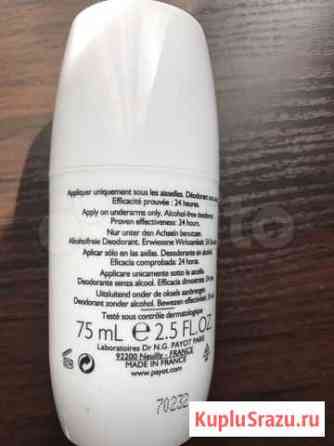 Appliquer uniquement sous les aisselles. Déodorant sans
Efficacité prouvée : 24 heures.
Apply on underarms only. Alcohol-free deodorant.
Proven effectiveness: 24 hours.
Nur unter den Achseln benutzen.
Alkoholfreie Deodorant. Erwiesene Wirksamkeit: 24
Aplicar sólo en las axilas. Desodorante sin alcohol.
Eficacia comprobada: 24 horas.
Applicare unicamente sotto le ascelle.
Deodorante senza alcool. Efficacia dimostrata: 24
Uitsluitend onder de oksels aanbrengen.
Deodorant zonder alcohol. Bewezen effectiviteit: 24
Testé sous contrôle dermatologique
75 mL ℮ 2.5 FL.OZ
Laboratoires Dr N.G. PAYOT PARIS
92200 Neuilly - FRANCE
MADE IN FRANCE
www.payot.com
70232
KupluSrazu.ru